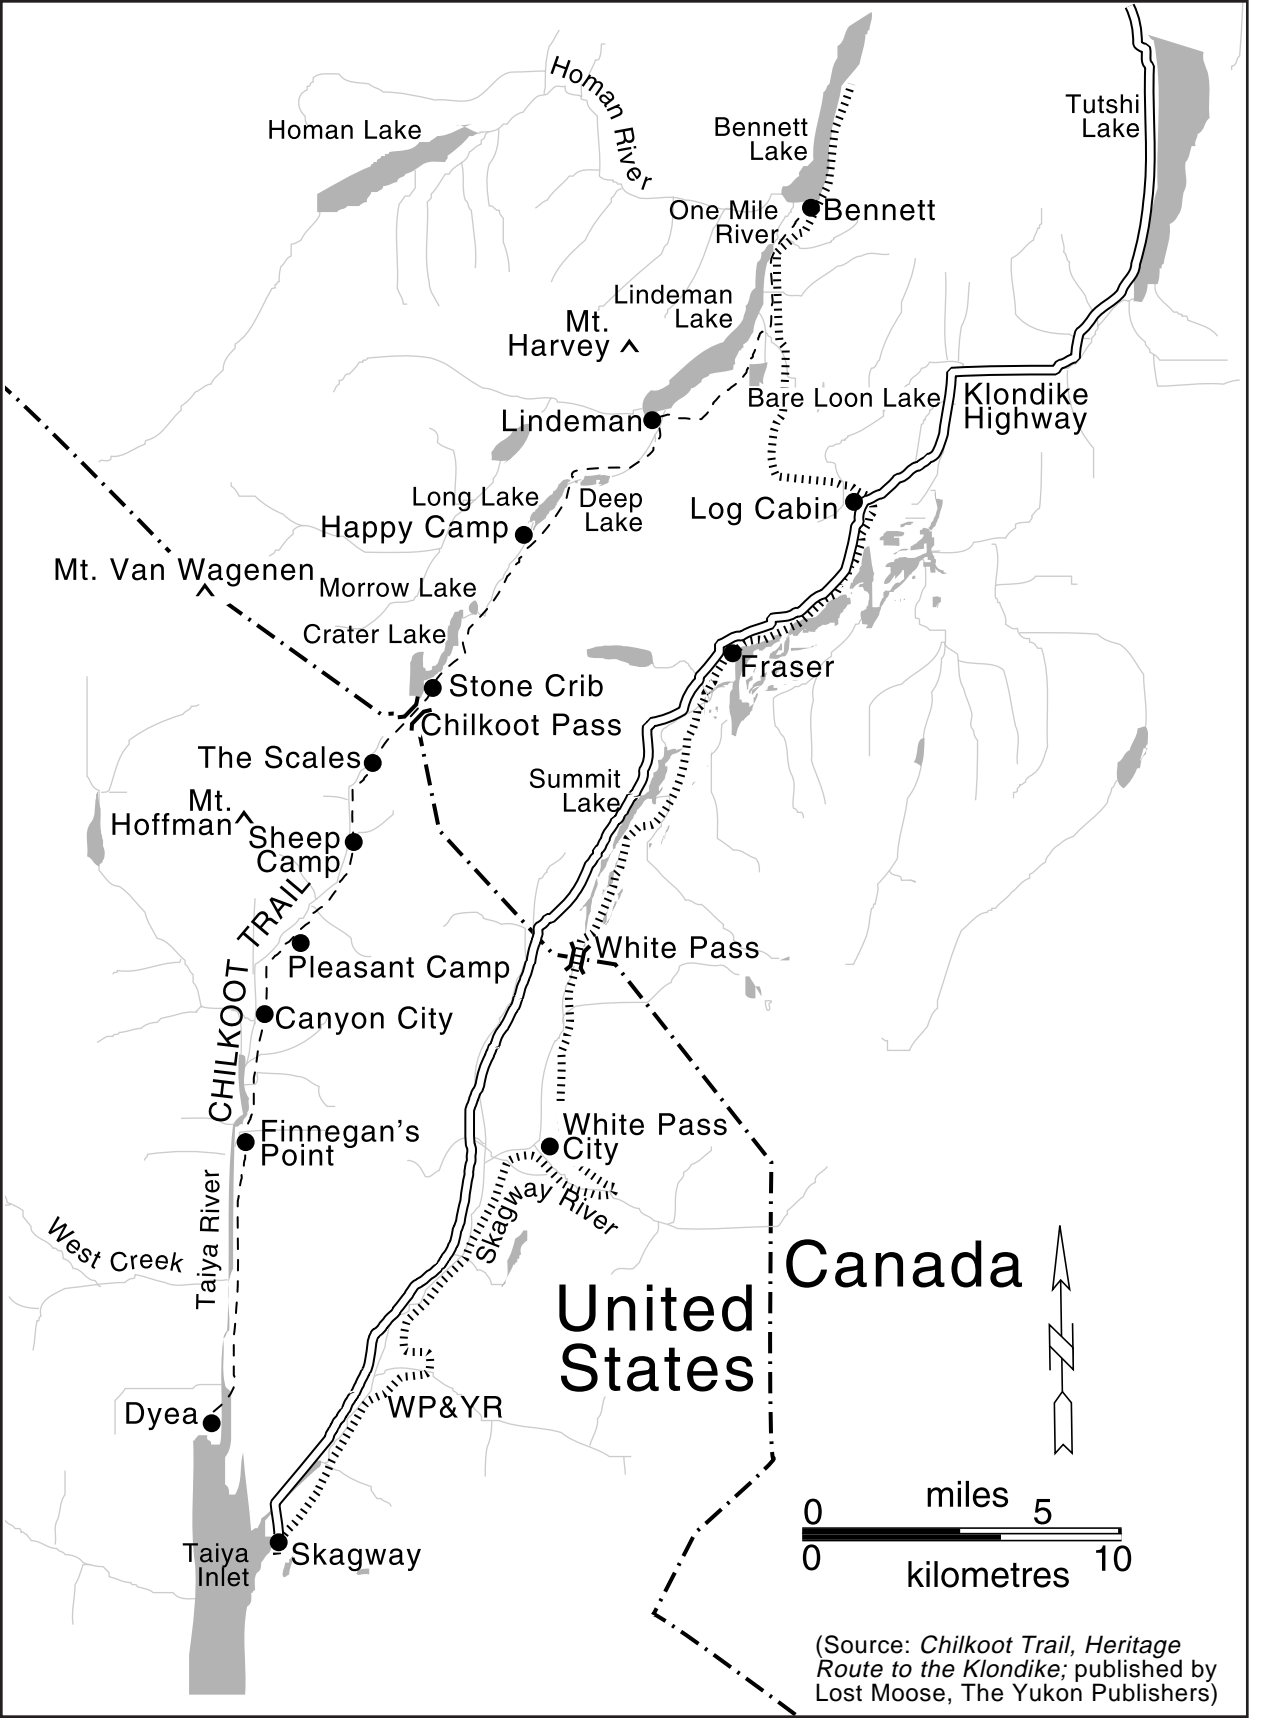 Homan River
Homan Lake
Tutshi
Lake
Bennett
Lake
One Mile
River
Bennett
Lindeman
Lake
Mt.
Harvey
Bare Loon Lake
Klondike
Highway
Lindeman
Long Lake
Deep
Lake
Log Cabin
Happy Camp
Mt. Van Wagenen
Morrow Lake
Crater Lake
Fraser
Stone Crib
Chilkoot Pass
The Scales
Summit
Lake
Mt.
Hoffman
Sheep
Camp
CHILKOOT TRAIL
White Pass
Pleasant Camp
Canyon City
White Pass
City
Finnegan's
Point
Skagway River
Taiya River
West Creek
Canada
United
States
Dyea
WP&YR
N
miles
0 5
0 10
kilometres
Taiya
Inlet
Skagway
(Source: Chilkoot Trail, Heritage
Route to the Klondike; published by
Lost Moose, The Yukon Publishers)